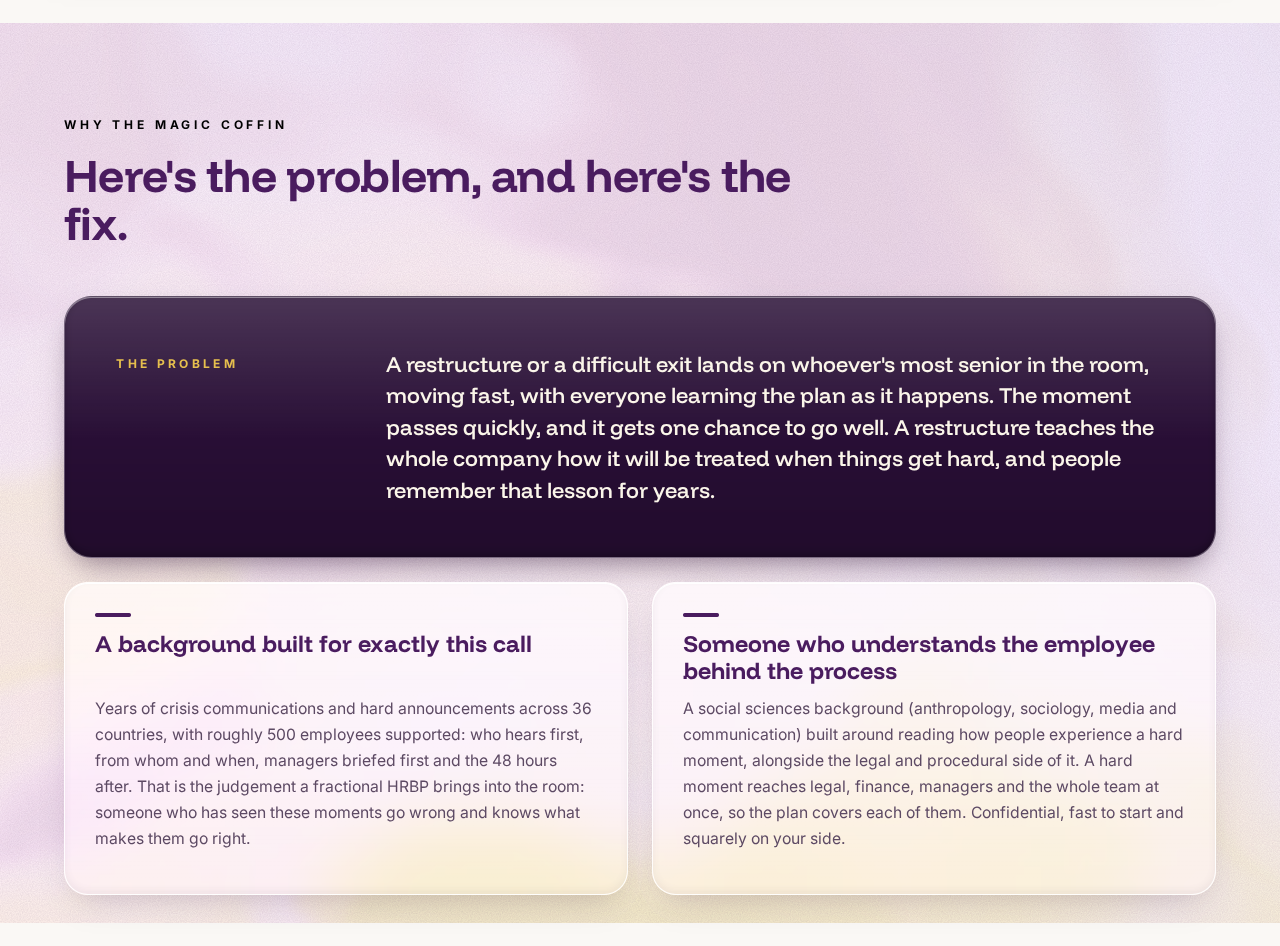 WHY THE MAGIC COFFIN
Here's the problem, and here's the
fix.
THE PROBLEM
A restructure or a difficult exit lands on whoever's most senior in the room,
moving fast, with everyone learning the plan as it happens. The moment
passes quickly, and it gets one chance to go well. A restructure teaches the
whole company how it will be treated when things get hard, and people
remember that lesson for years.
A background built for exactly this call
Years of crisis communications and hard announcements across 36
countries, with roughly 500 employees supported: who hears first,
from whom and when, managers briefed first and the 48 hours
after. That is the judgement a fractional HRBP brings into the room:
someone who has seen these moments go wrong and knows what
makes them go right.
Someone who understands the employee
behind the process
A social sciences background (anthropology, sociology, media and
communication) built around reading how people experience a hard
moment, alongside the legal and procedural side of it. A hard
moment reaches legal, finance, managers and the whole team at
once, so the plan covers each of them. Confidential, fast to start and
squarely on your side.